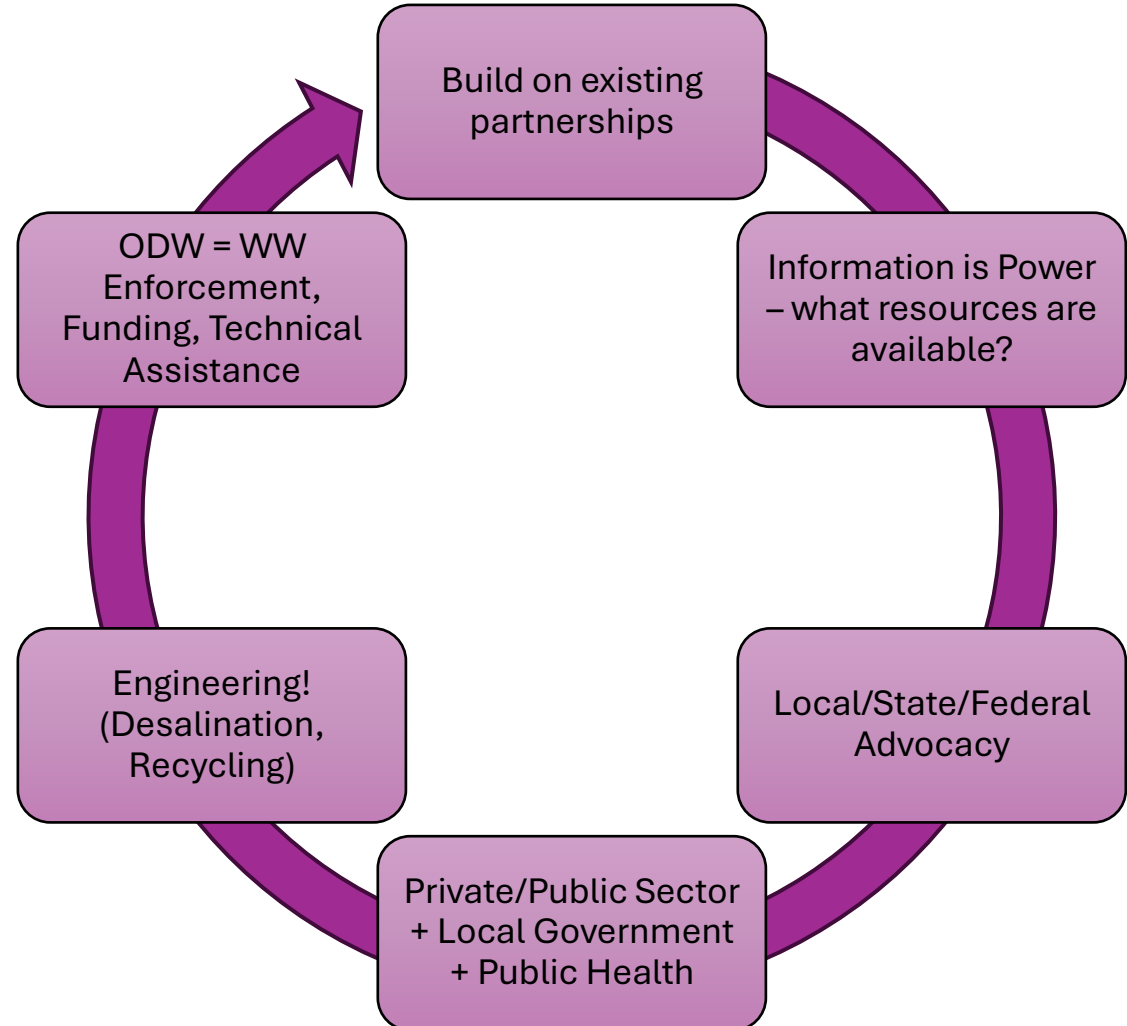 Build on existing
partnerships
Information is Power
– what resources are
available?
Local/State/Federal
Advocacy
Private/Public Sector
+ Local Government
+ Public Health
Engineering!
(Desalination,
Recycling)
ODW = WW
Enforcement,
Funding, Technical
Assistance